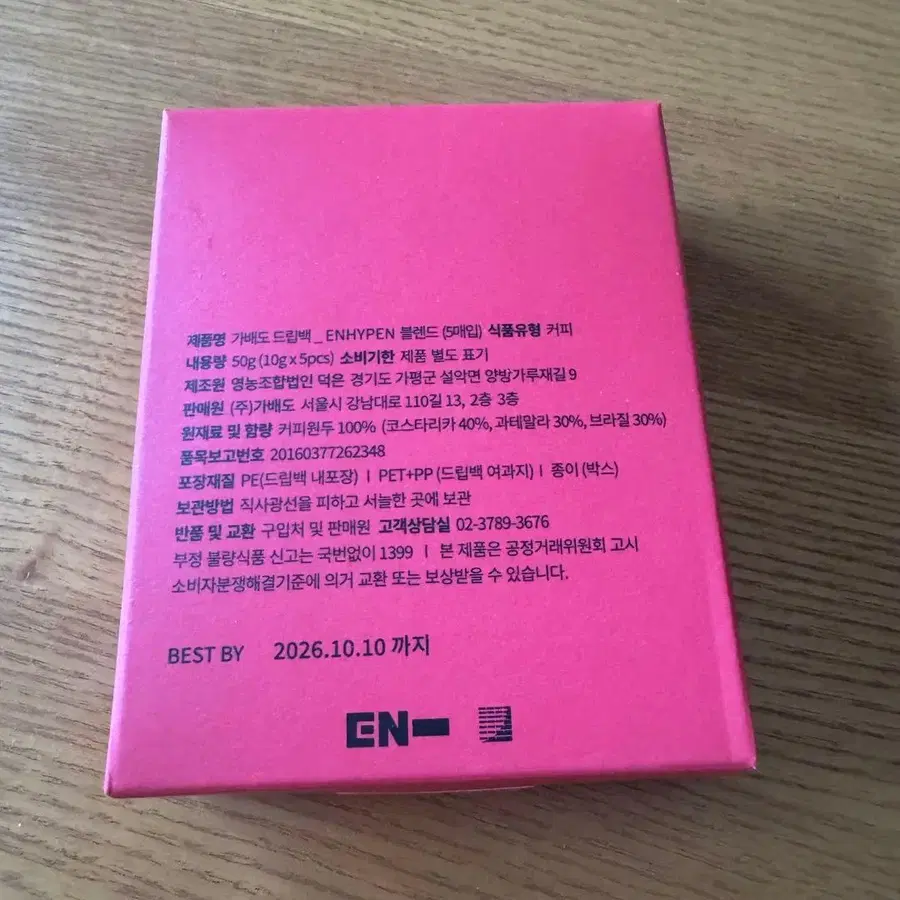 제품명 가배도 드립백_ENHYPEN 블렌드 (5매입) 식품유형 커피
내용량 50g (10g x 5pcs) 소비기한 제품 별도 표기
제조원 영농조합법인 덕은 경기도 가평군 설악면 양방가루재길 9
판매원 (주)가배도 서울시 강남대로 110길 13, 2층 3층
원재료 및 함량 커피원두 100% (코스타리카 40%, 과테말라 30%, 브라질 30%)
품목보고번호 20160377262348
포장재질 PE(드립백 내포장) | PET+PP (드립백 여과지) | 종이 (박스)
보관방법 직사광선을 피하고 서늘한 곳에 보관
반품 및 교환 구입처 및 판매원 고객상담실 02-3789-3676
부정 불량식품 신고는 국번없이 1399 | 본 제품은 공정거래위원회 고시
소비자분쟁해결기준에 의거 교환 또는 보상받을 수 있습니다.
BEST BY 2026.10.10 까지
EN-